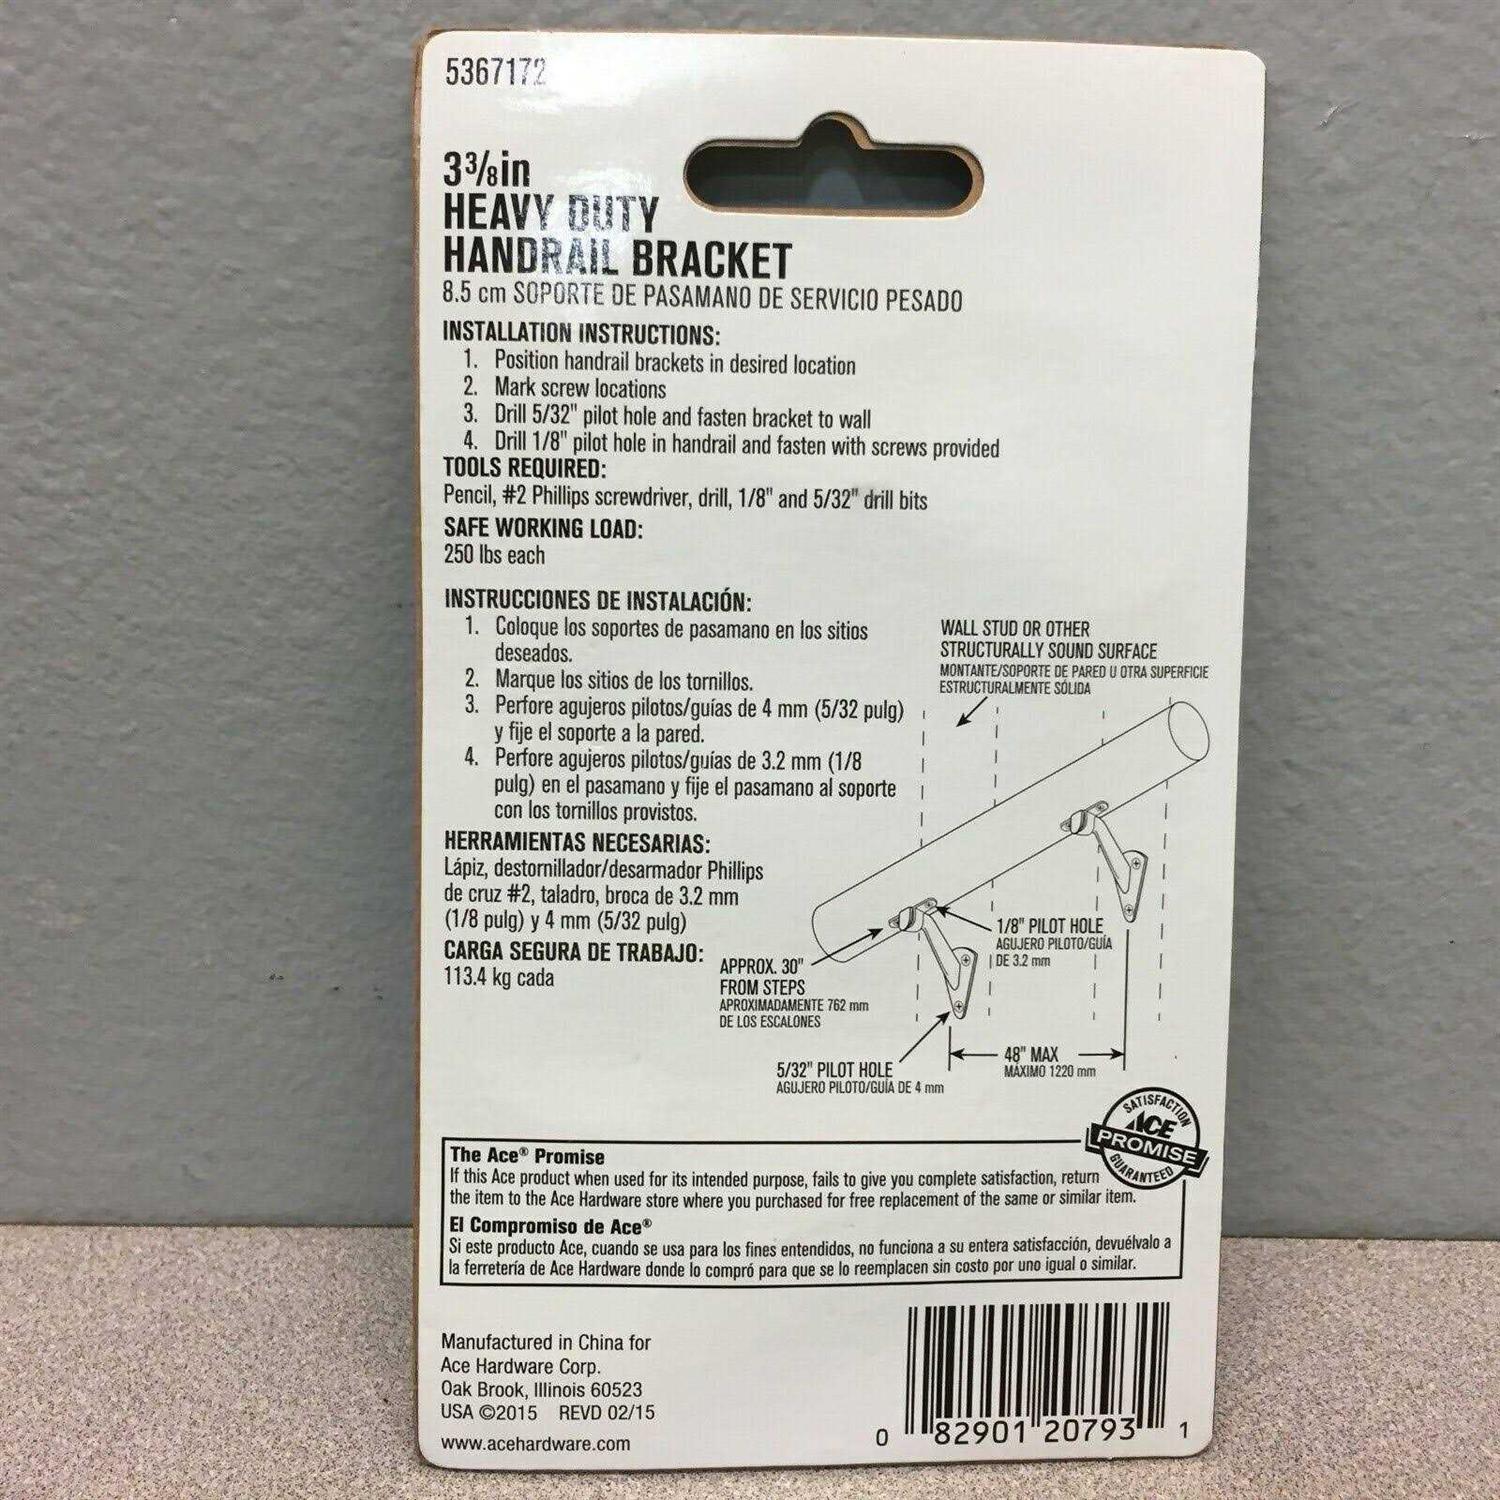 5367172
3 3/8in
HEAVY DUTY
HANDRAIL BRACKET
8.5 cm SOPORTE DE PASAMANO DE SERVICIO PESADO
INSTALLATION INSTRUCTIONS:
1. Position handrail brackets in desired location
2. Mark screw locations
3. Drill 5/32" pilot hole and fasten bracket to wall
4. Drill 1/8" pilot hole in handrail and fasten with screws provided
TOOLS REQUIRED:
Pencil, #2 Phillips screwdriver, drill, 1/8" and 5/32" drill bits
SAFE WORKING LOAD:
250 lbs each
INSTRUCCIONES DE INSTALACIÓN:
1. Coloque los soportes de pasamano en los sitios
deseados.
2. Marque los sitios de los tornillos.
3. Perfore agujeros pilotos/guías de 4 mm (5/32 pulg)
y fije el soporte a la pared.
4. Perfore agujeros pilotos/guías de 3.2 mm (1/8
pulg) en el pasamano y fije el pasamano al soporte
con los tornillos provistos.
HERRAMIENTAS NECESARIAS:
Lápiz, destornillador/desarmador Phillips
de cruz #2, taladro, broca de 3.2 mm
(1/8 pulg) y 4 mm (5/32 pulg)
CARGA SEGURA DE TRABAJO:
113.4 kg cada
WALL STUD OR OTHER
STRUCTURALLY SOUND SURFACE
MONTANTE/SOPORTE DE PARED U OTRA SUPERFICIE
ESTRUCTURALMENTE SÓLIDA
1/8" PILOT HOLE
AGUJERO PILOTO/GUÍA
DE 3.2 mm
APPROX. 30"
FROM STEPS
APROXIMADAMENTE 762 mm
DE LOS ESCALONES
48" MAX
MÁXIMO 1220 mm
5/32" PILOT HOLE
AGUJERO PILOTO/GUÍA DE 4 mm
SATISFACTION
ACE
PROMISE
GUARANTEED
The Ace® Promise
If this Ace product when used for its intended purpose, fails to give you complete satisfaction, return
the item to the Ace Hardware store where you purchased for free replacement of the same or similar item.
El Compromiso de Ace®
Si este producto Ace, cuando se usa para los fines entendidos, no funciona a su entera satisfacción, devuélvalo a
la ferretería de Ace Hardware donde lo compró para que se lo reemplacen sin costo por uno igual o similar.
Manufactured in China for
Ace Hardware Corp.
Oak Brook, Illinois 60523
USA ©2015 REVD 02/15
www.acehardware.com
0 82901 20793 1